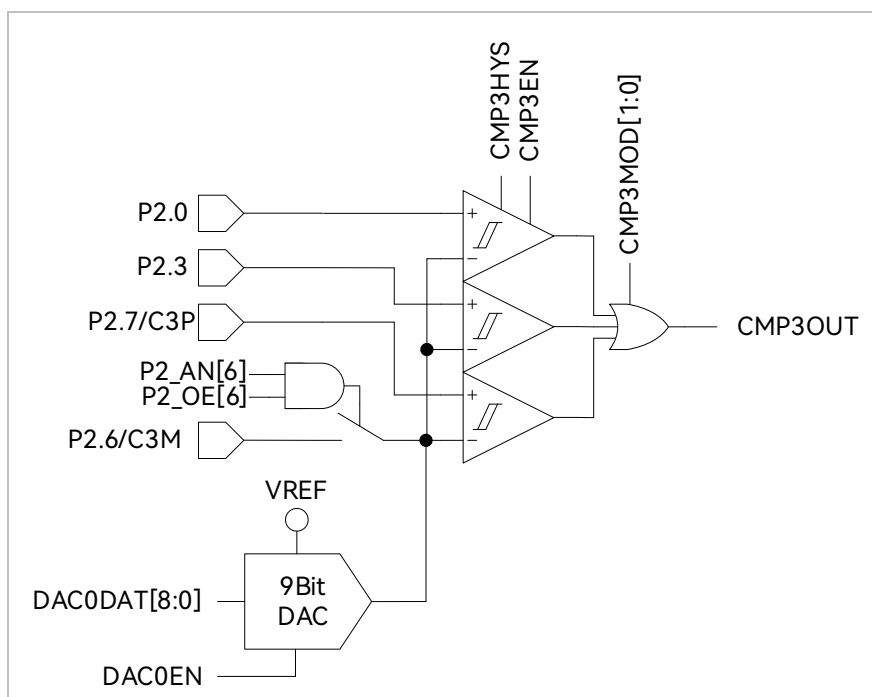 CMP3HYS
CMP3EN
CMP3MOD[1:0]
P2.0
+
−
P2.3
+
−
P2.7/C3P
+
−
P2_AN[6]
P2_OE[6]
P2.6/C3M
CMP3OUT
VREF
DAC0DAT[8:0]
9Bit
DAC
DAC0EN